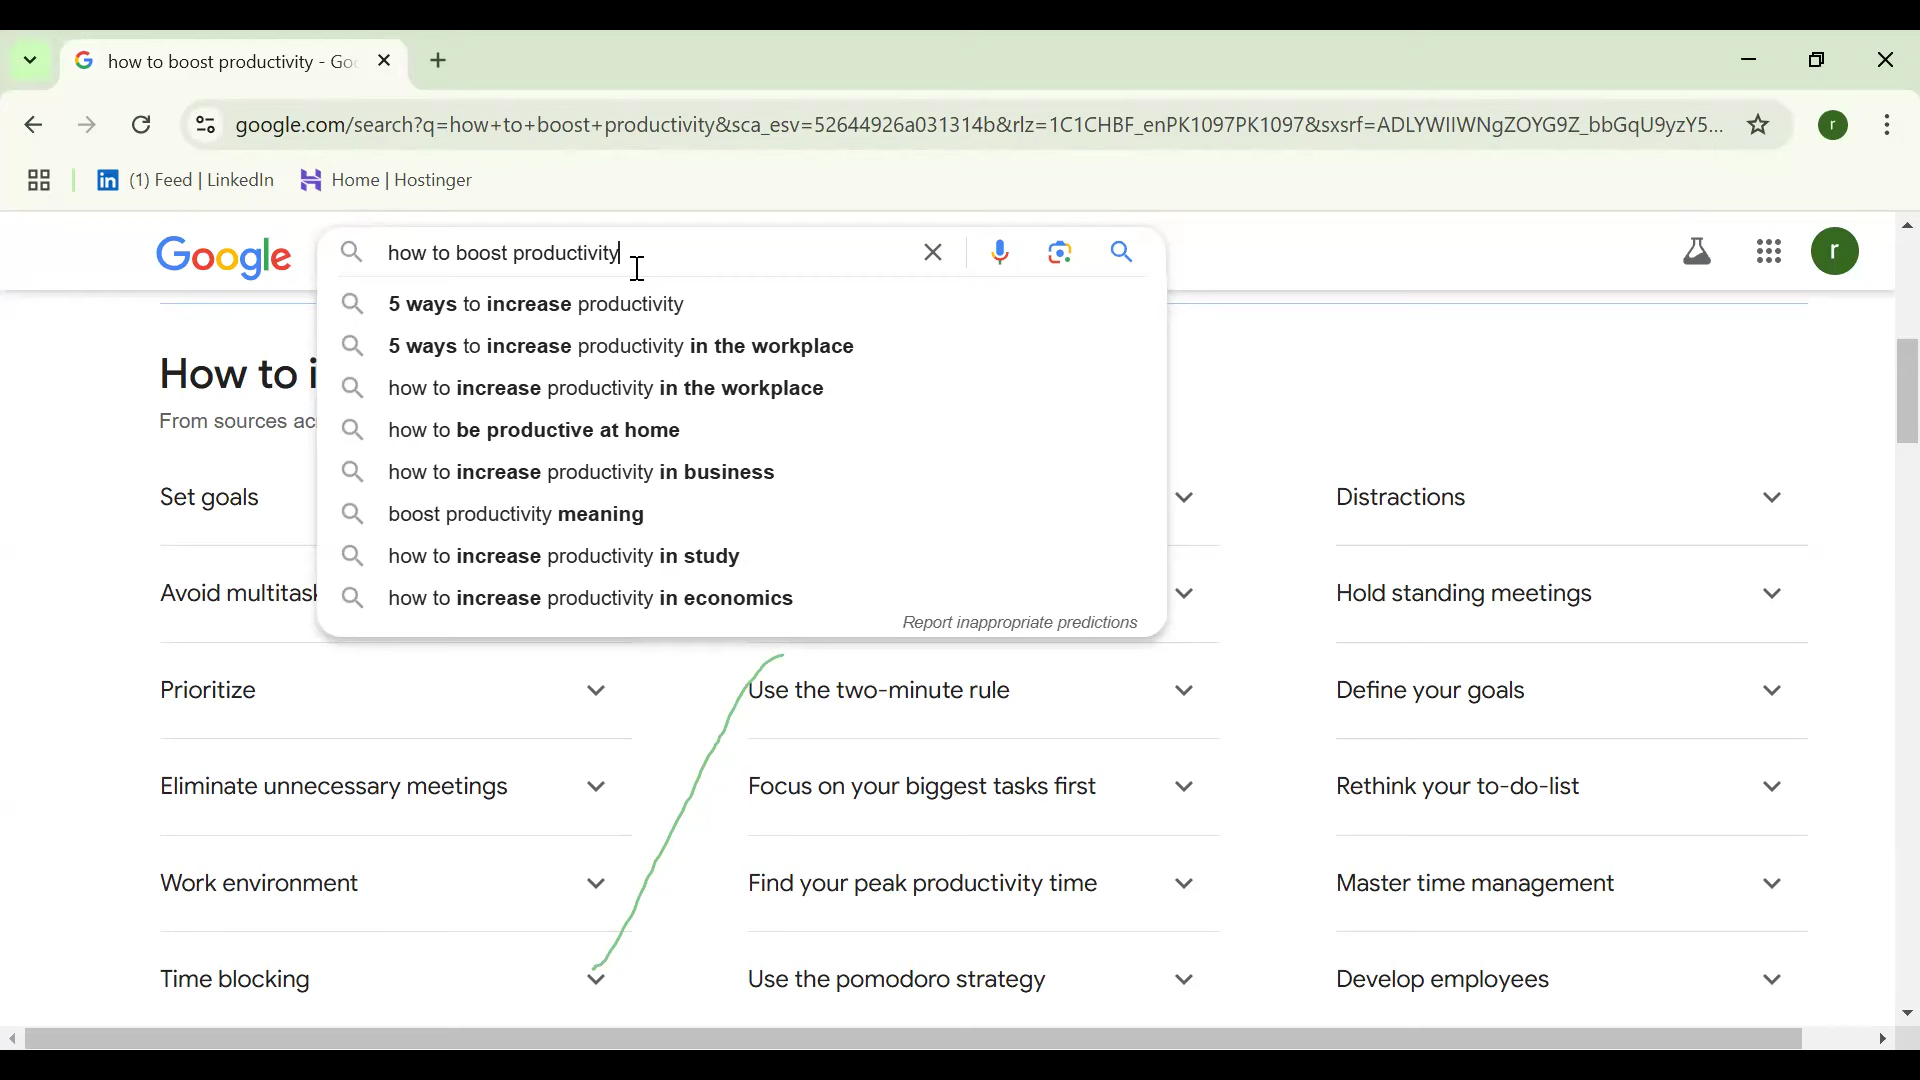 how to boost productivity - Go
google.com/search?q=how+to+boost+productivity&sca_esv=52644926a031314b&rlz=1C1CHBF_enPK1097PK1097&sxsrf=ADLYWIIWNgZOYG9Z_bbGqU9yzY5...
r
(1) Feed | LinkedIn
Home | Hostinger
Google
how to boost productivity
r
5 ways to increase productivity
5 ways to increase productivity in the workplace
how to increase productivity in the workplace
how to be productive at home
how to increase productivity in business
boost productivity meaning
how to increase productivity in study
how to increase productivity in economics
Report inappropriate predictions
How to i
From sources ac
Set goals
Distractions
Avoid multitask
Hold standing meetings
Prioritize
Use the two-minute rule
Define your goals
Eliminate unnecessary meetings
Focus on your biggest tasks first
Rethink your to-do-list
Work environment
Find your peak productivity time
Master time management
Time blocking
Use the pomodoro strategy
Develop employees